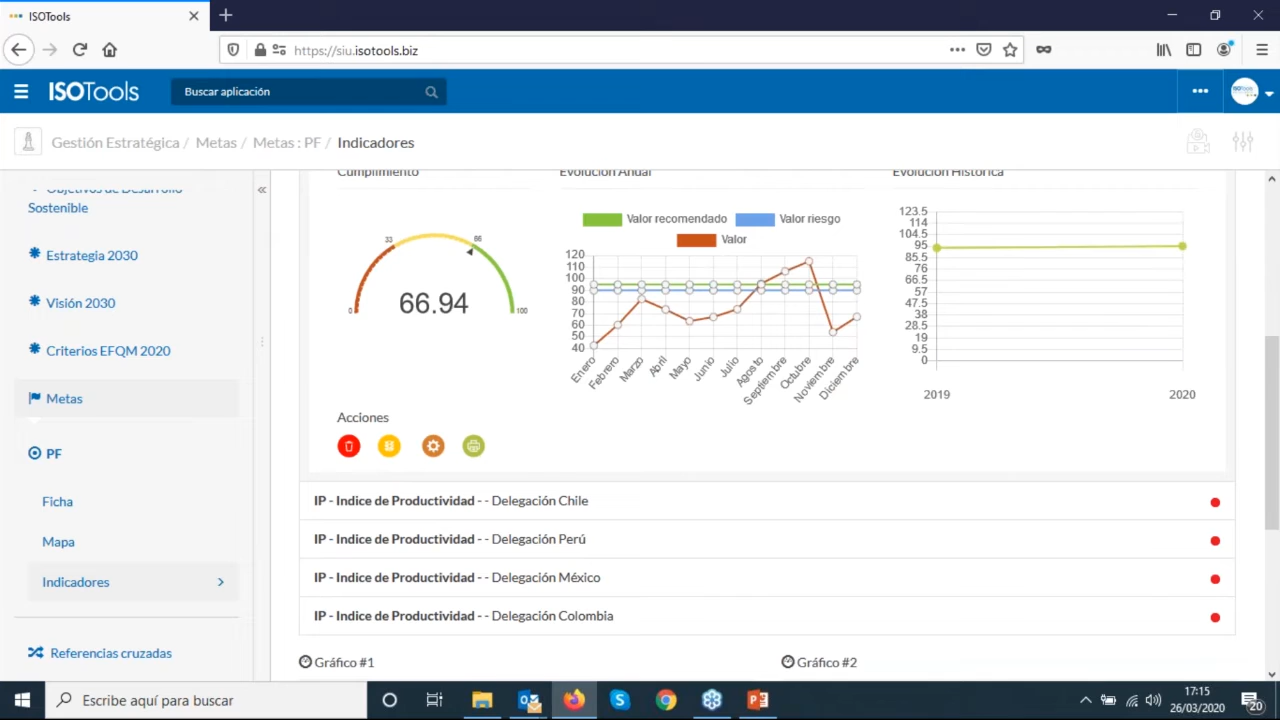 ISOTools
https://siu.isotools.biz
ISOTools
Buscar aplicación
Gestión Estratégica / Metas / Metas : PF / Indicadores
Objetivos de Desarrollo
Sostenible
Estrategia 2030
Visión 2030
Criterios EFQM 2020
Metas
PF
Ficha
Mapa
Indicadores
Referencias cruzadas
Cumplimiento
0
33
66
100
66.94
Evolución Anual
Valor recomendado
Valor riesgo
Valor
120
110
100
90
80
70
60
50
40
Enero
Febrero
Marzo
Abril
Mayo
Junio
Julio
Agosto
Septiembre
Octubre
Noviembre
Diciembre
Evolución Histórica
123.5
114
104.5
95
85.5
76
66.5
57
47.5
38
28.5
19
9.5
0
2019
2020
Acciones
IP - Indice de Productividad - - Delegación Chile
IP - Indice de Productividad - - Delegación Perú
IP - Indice de Productividad - - Delegación México
IP - Indice de Productividad - - Delegación Colombia
Gráfico #1
Gráfico #2
Escribe aquí para buscar
17:15
26/03/2020
20